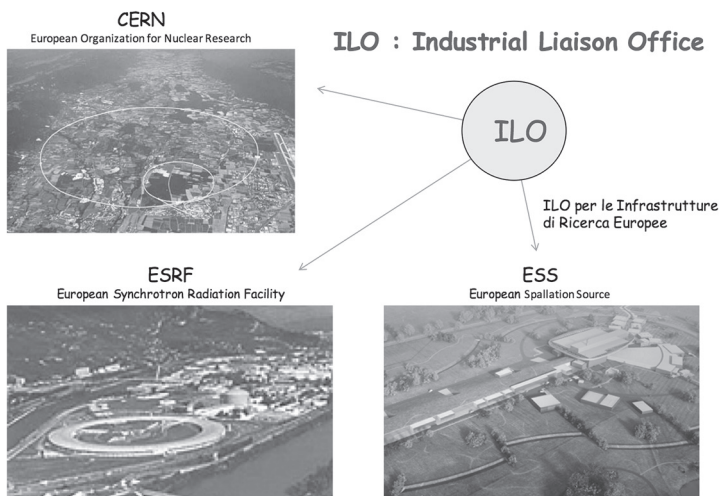 CERN
European Organization for Nuclear Research
ILO : Industrial Liaison Office
ILO
ILO per le Infrastrutture
di Ricerca Europee
ESRF
European Synchrotron Radiation Facility
ESS
European Spallation Source